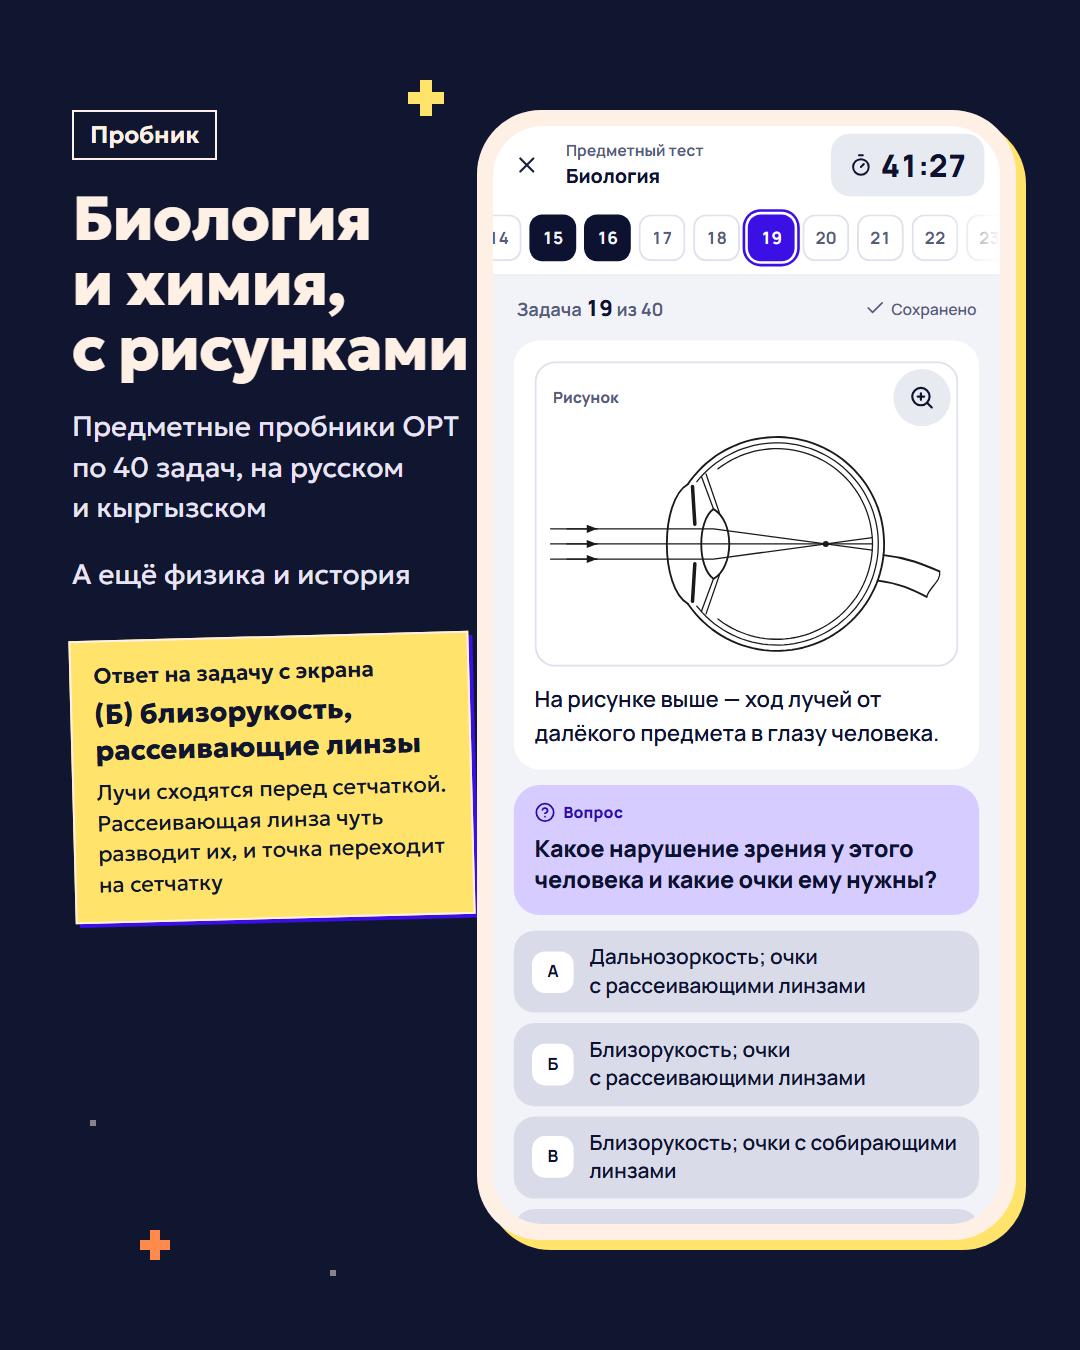 Пробник
Биология
и химия,
с рисунками
Предметные пробники ОРТ
по 40 задач, на русском
и кыргызском
А ещё физика и история
Ответ на задачу с экрана
(Б) близорукость,
рассеивающие линзы
Лучи сходятся перед сетчаткой.
Рассеивающая линза чуть
разводит их, и точка переходит
на сетчатку
Предметный тест
Биология
41:27
14 15 16 17 18 19 20 21 22 23
Задача 19 из 40
Сохранено
Рисунок
На рисунке выше — ход лучей от
далёкого предмета в глазу человека.
Вопрос
Какое нарушение зрения у этого
человека и какие очки ему нужны?
А
Дальнозоркость; очки
с рассеивающими линзами
Б
Близорукость; очки
с рассеивающими линзами
В
Близорукость; очки с собирающими
линзами